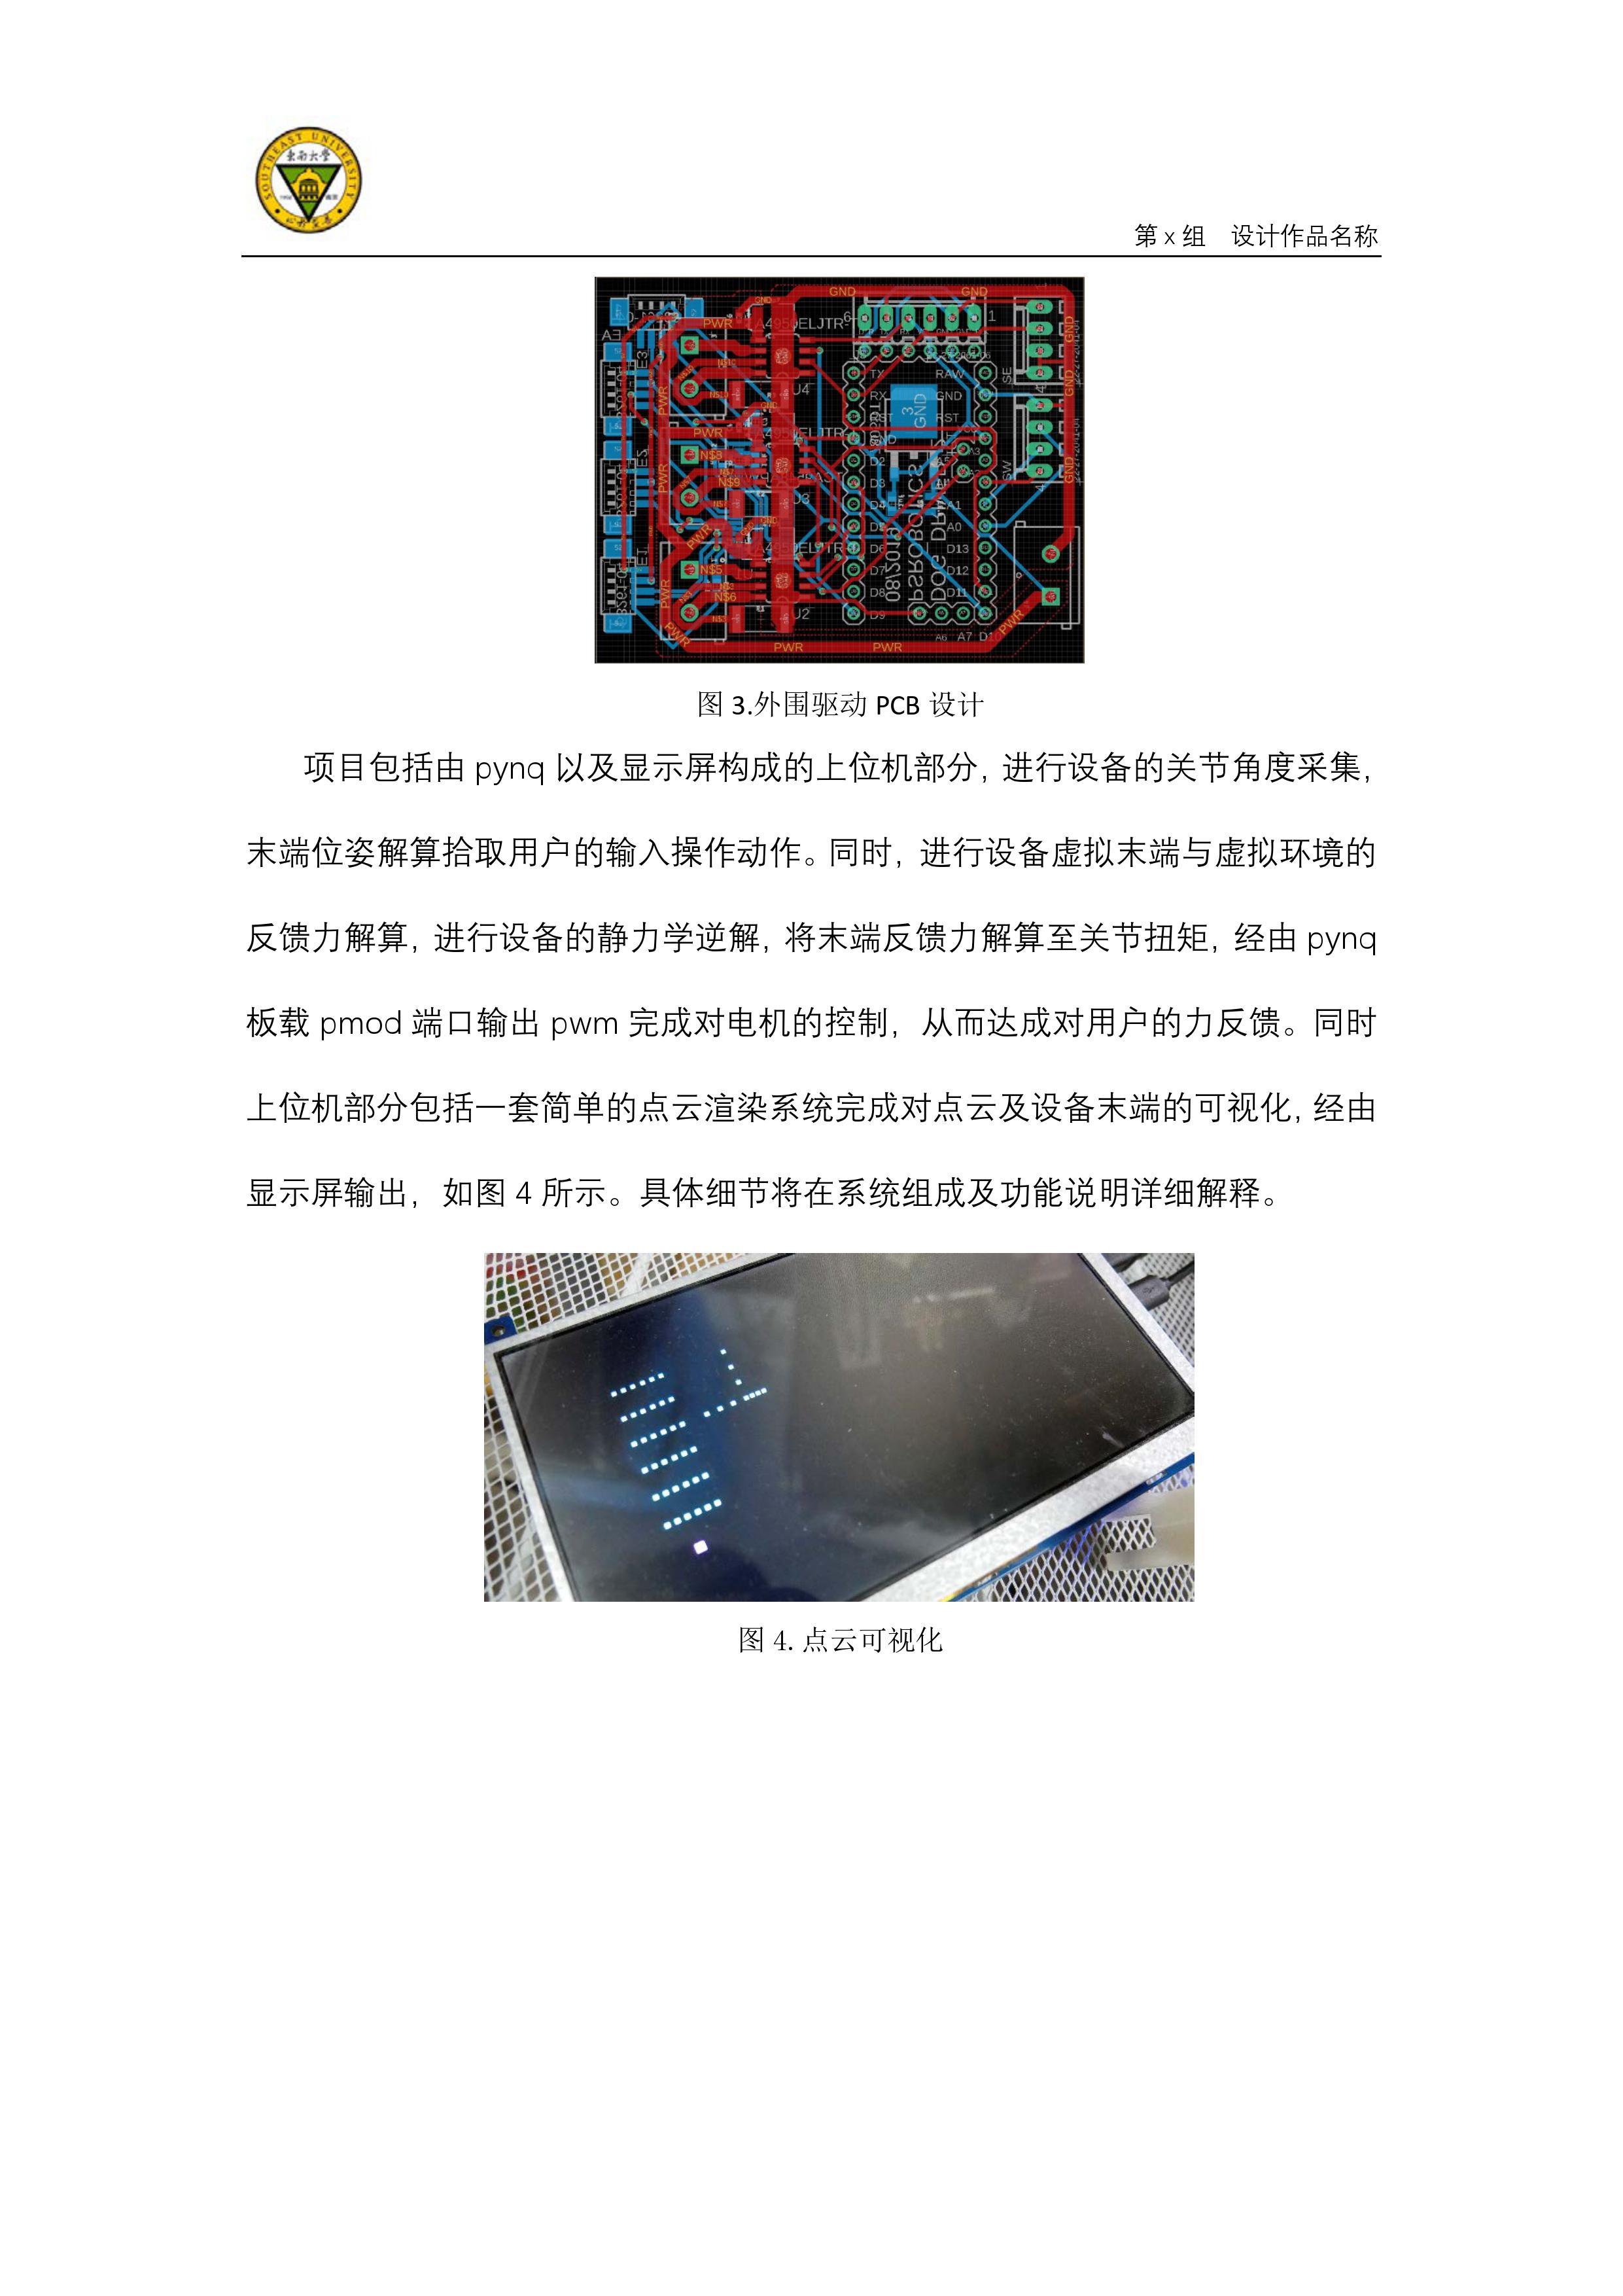 SOUTHEAST UNIVERSITY
东南大学
第 x 组 设计作品名称
GND GND
PWR GND
6 1
A4950ELJTR-
TX RAW
SE
RX GND
U4
RST RST
3 GND
PWR
PWR A4950ELJTR
N$8
D2
SW
N$9
D3
D4 A1
D5 A0
PWR
D6 D13
D7 D12
N$5
D8 D11
N$6
U2 D9
08/2019
PSROBOTICS
A6 A7
PWR PWR PWR PWR
图 3.外围驱动 PCB 设计
项目包括由 pynq 以及显示屏构成的上位机部分，进行设备的关节角度采集，
末端位姿解算拾取用户的输入操作动作。同时，进行设备虚拟末端与虚拟环境的
反馈力解算，进行设备的静力学逆解，将末端反馈力解算至关节扭矩，经由 pynq
板载 pmod 端口输出 pwm 完成对电机的控制，从而达成对用户的力反馈。同时
上位机部分包括一套简单的点云渲染系统完成对点云及设备末端的可视化，经由
显示屏输出，如图 4 所示。具体细节将在系统组成及功能说明详细解释。
图 4. 点云可视化